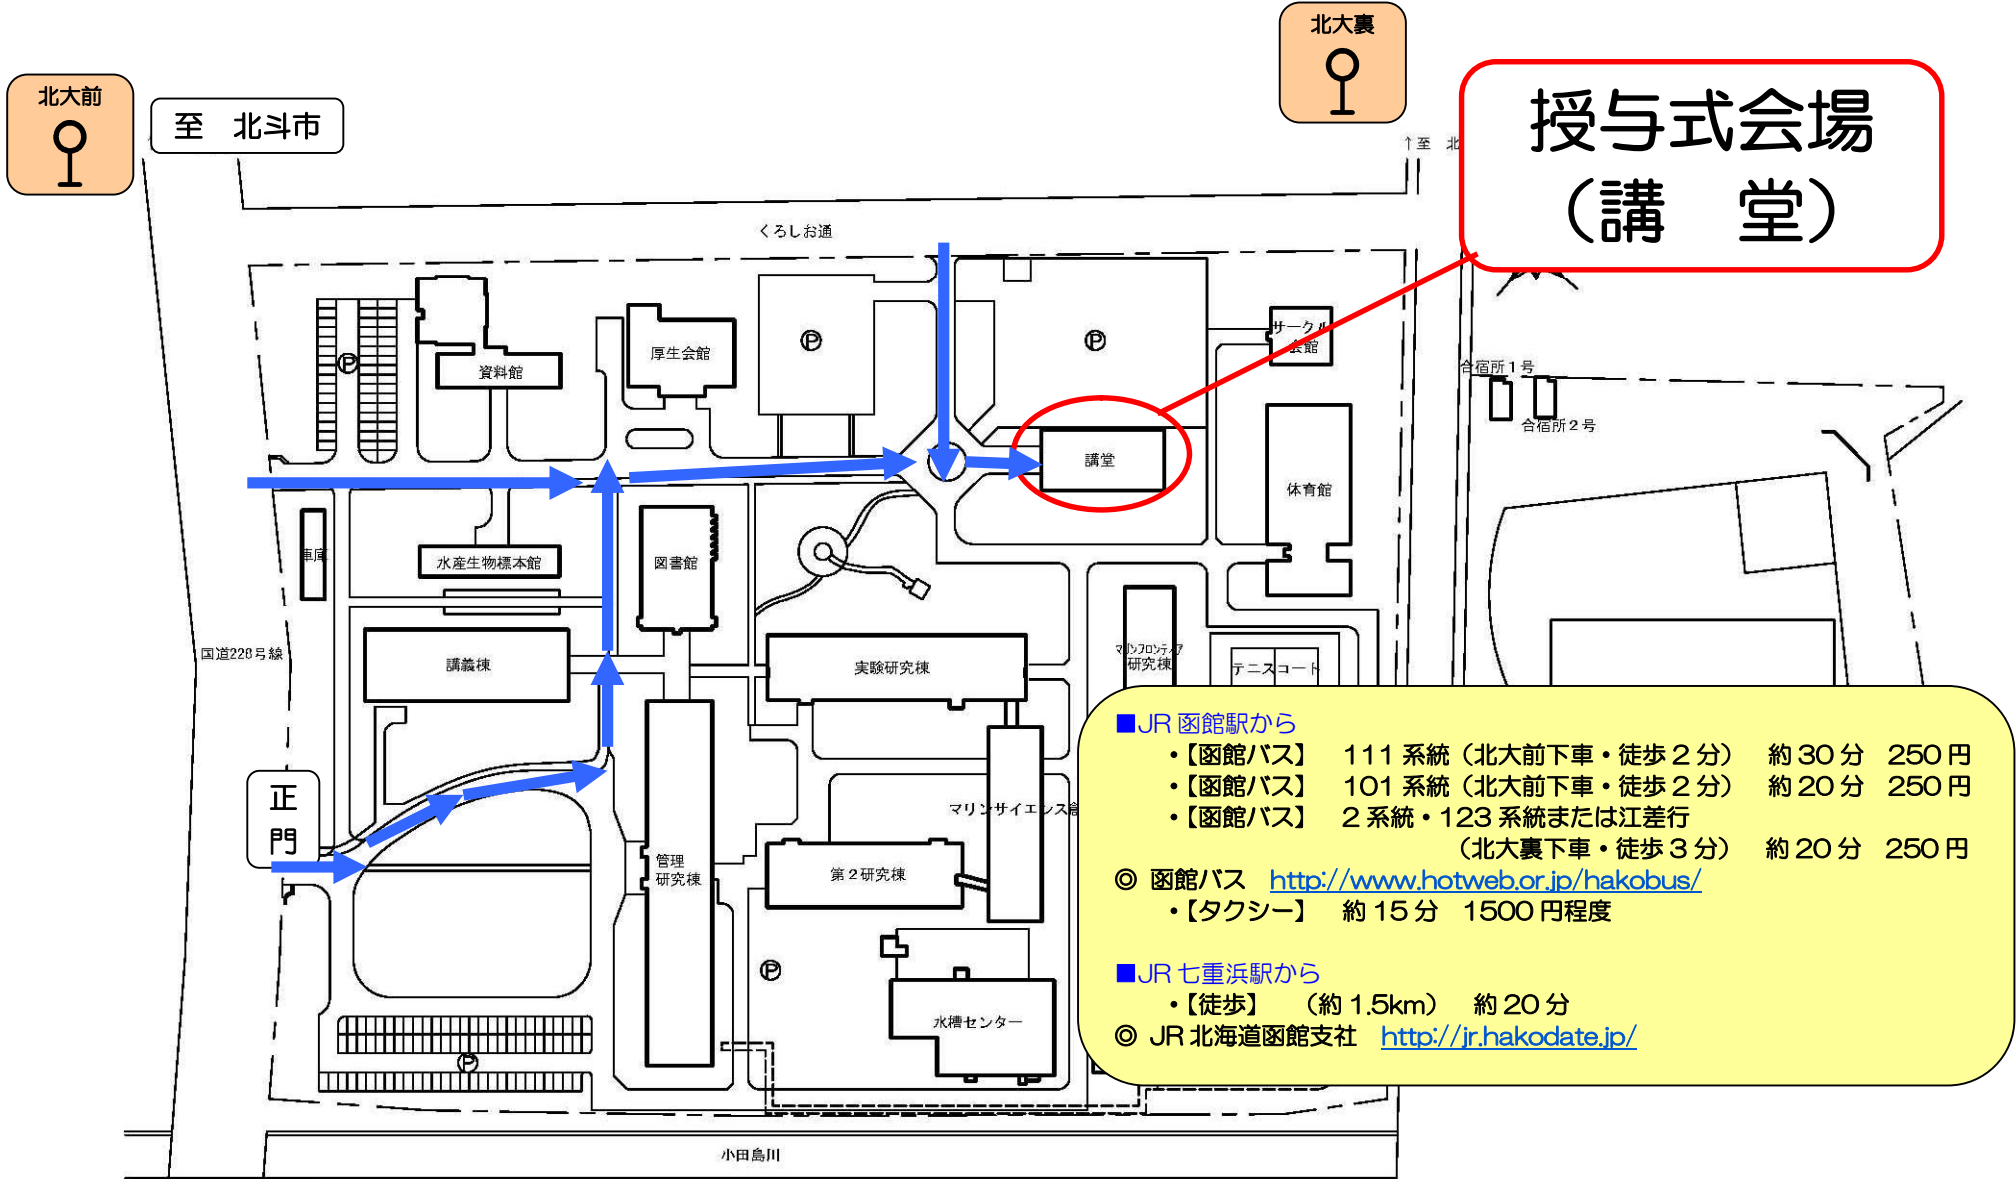 北大裏
北大前
至　北斗市
授与式会場
（講　堂）
↑至　北
くろしお通
サークル
会館
厚生会館
資料館
合宿所１号
合宿所２号
講堂
体育館
車庫
水産生物標本館
図書館
国道228号線
講義棟
実験研究棟
マリンフロンティア
研究棟
テニスコート
正
門
マリンサイエンス創
管理
研究棟
第２研究棟
水槽センター
小田島川
■JR 函館駅から
・【函館バス】　111 系統（北大前下車・徒歩 2 分）　約 30 分　250 円
・【函館バス】　101 系統（北大前下車・徒歩 2 分）　約 20 分　250 円
・【函館バス】　2 系統・123 系統または江差行
（北大裏下車・徒歩 3 分）　約 20 分　250 円
◎ 函館バス　http://www.hotweb.or.jp/hakobus/
・【タクシー】　約 15 分　1500 円程度
■JR 七重浜駅から
・【徒歩】　（約 1.5km）　約 20 分
◎ JR 北海道函館支社　http://jr.hakodate.jp/
Ⓟ
Ⓟ
Ⓟ
Ⓟ
Ⓟ